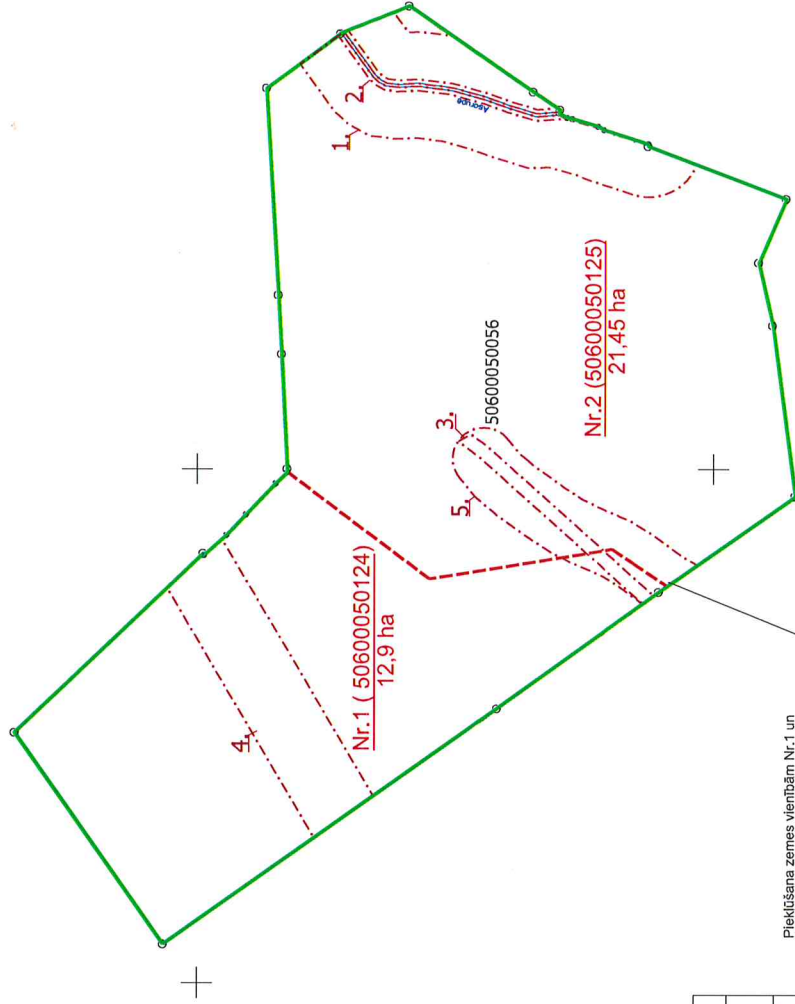 1.
2.
Asarupe
3.
50600050056
5.
Nr.2 (50600050125)
21,45 ha
Nr.1 ( 50600050124)
12,9 ha
4.
Piekļūšana zemes vienībām Nr.1 un